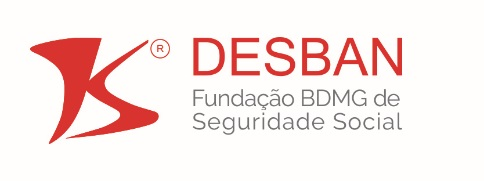 ®
DESBAN
Fundação BDMG de
Seguridade Social